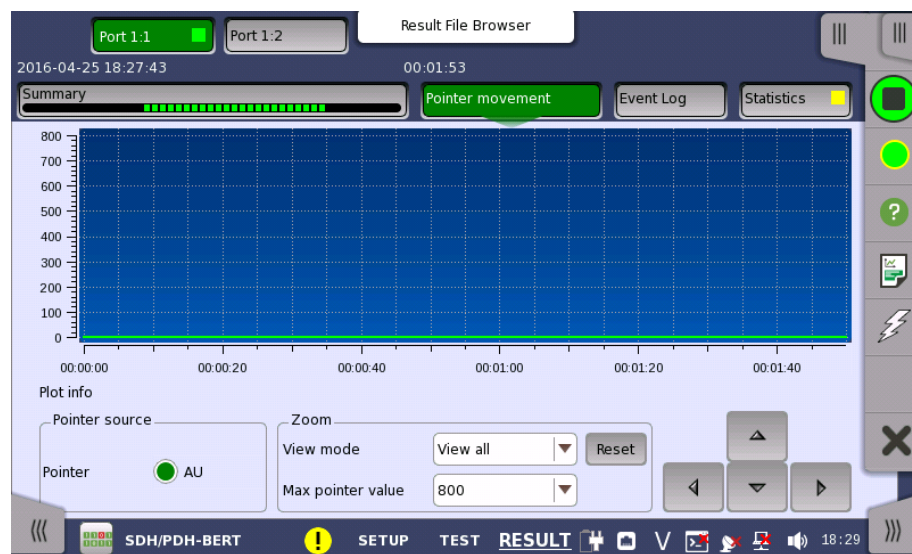 Result File Browser
Port 1:1
Port 1:2
2016-04-25 18:27:43
00:01:53
Summary
Pointer movement
Event Log
Statistics
800
700
600
500
400
300
200
100
0
00:00:00 00:00:20 00:00:40 00:01:00 00:01:20 00:01:40
Plot info
Pointer source
Pointer
AU
Zoom
View mode
View all
Reset
Max pointer value
800
SDH/PDH-BERT
SETUP
TEST
RESULT
V
18:29